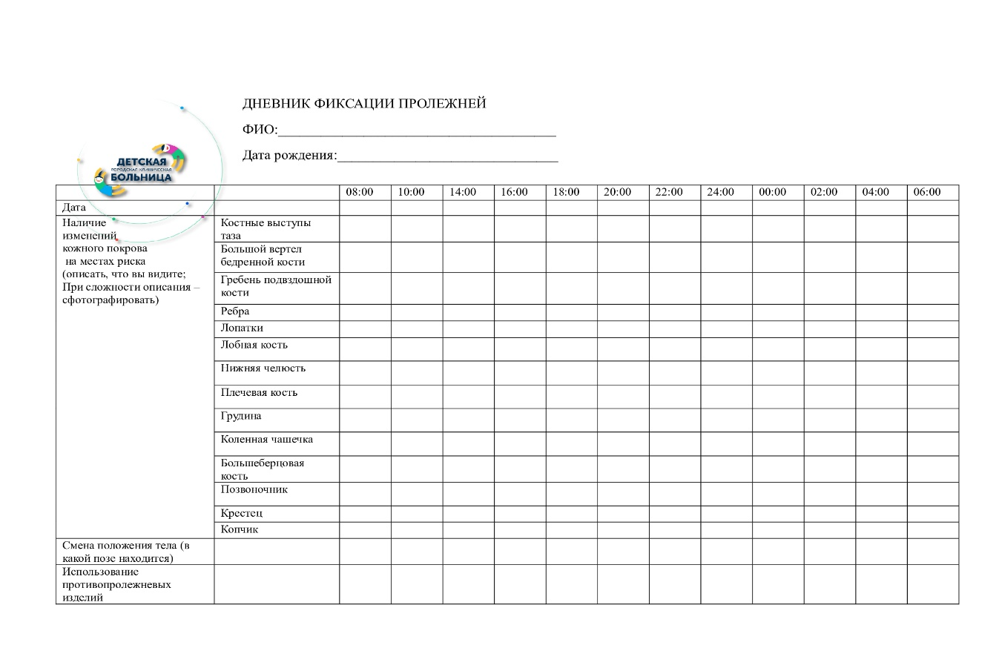 ДНЕВНИК ФИКСАЦИИ ПРОЛЕЖНЕЙ
ФИО:_______________________________________
Дата рождения:_______________________________
ДЕТСКАЯ
ГОРОДСКАЯ КЛИНИЧЕСКАЯ
БОЛЬНИЦА
08:00 10:00 14:00 16:00 18:00 20:00 22:00 24:00 00:00 02:00 04:00 06:00
Дата
Наличие
изменений
кожного покрова
на местах риска
(описать, что вы видите;
При сложности описания –
сфотографировать)
Костные выступы
таза
Большой вертел
бедренной кости
Гребень подвздошной
кости
Ребра
Лопатки
Лобная кость
Нижняя челюсть
Плечевая кость
Грудина
Коленная чашечка
Большеберцовая
кость
Позвоночник
Крестец
Копчик
Смена положения тела (в
какой позе находится)
Использование
противопролежневых
изделий